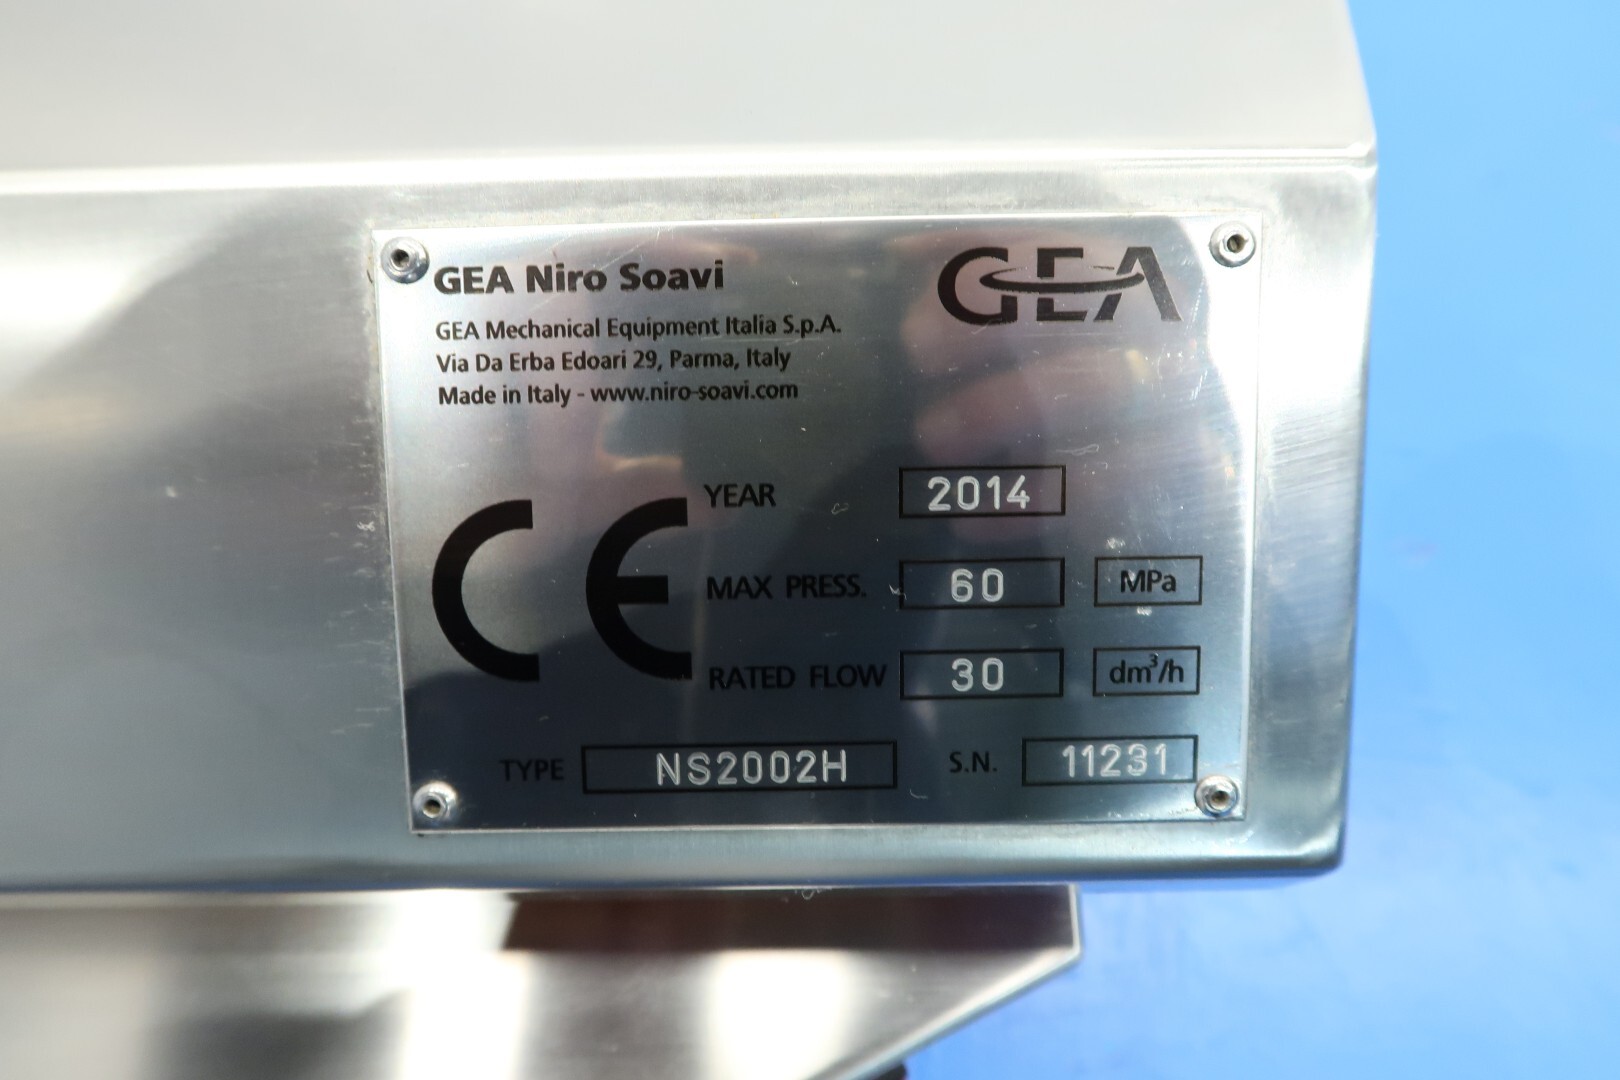 GEA Niro Soavi
GEA
GEA Mechanical Equipment Italia S.p.A.
Via Da Erba Edoari 29, Parma, Italy
Made in Italy - www.niro-soavi.com
CE
YEAR 2014
MAX PRESS. 60 MPa
RATED FLOW 30 dm³/h
TYPE NS2002H S.N. 11231